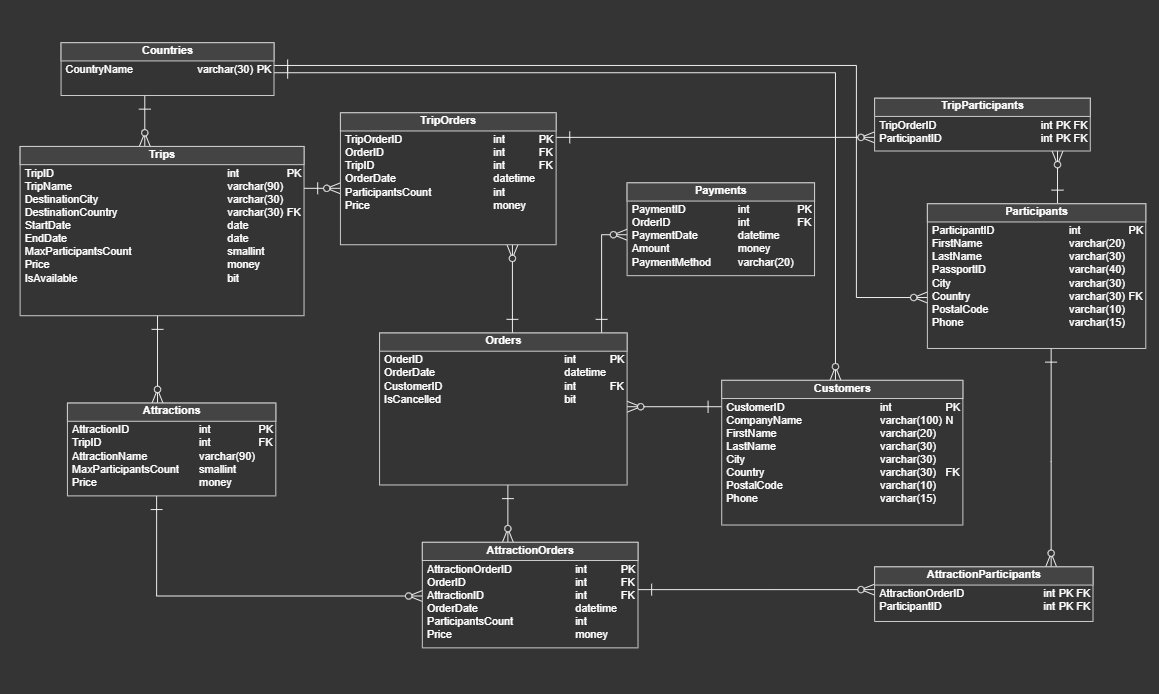 Countries
CountryName varchar(30) PK
Trips
TripID int PK
TripName varchar(90)
DestinationCity varchar(30)
DestinationCountry varchar(30) FK
StartDate date
EndDate date
MaxParticipantsCount smallint
Price money
IsAvailable bit
Attractions
AttractionID int PK
TripID int FK
AttractionName varchar(90)
MaxParticipantsCount smallint
Price money
TripOrders
TripOrderID int PK
OrderID int FK
TripID int FK
OrderDate datetime
ParticipantsCount int
Price money
Payments
PaymentID int PK
OrderID int FK
PaymentDate datetime
Amount money
PaymentMethod varchar(20)
Orders
OrderID int PK
OrderDate datetime
CustomerID int FK
IsCancelled bit
AttractionOrders
AttractionOrderID int PK
OrderID int FK
AttractionID int FK
OrderDate datetime
ParticipantsCount int
Price money
Customers
CustomerID int PK
CompanyName varchar(100) N
FirstName varchar(20)
LastName varchar(30)
City varchar(30)
Country varchar(30) FK
PostalCode varchar(10)
Phone varchar(15)
TripParticipants
TripOrderID int PK FK
ParticipantID int PK FK
Participants
ParticipantID int PK
FirstName varchar(20)
LastName varchar(30)
PassportID varchar(40)
City varchar(30)
Country varchar(30) FK
PostalCode varchar(10)
Phone varchar(15)
AttractionParticipants
AttractionOrderID int PK FK
ParticipantID int PK FK